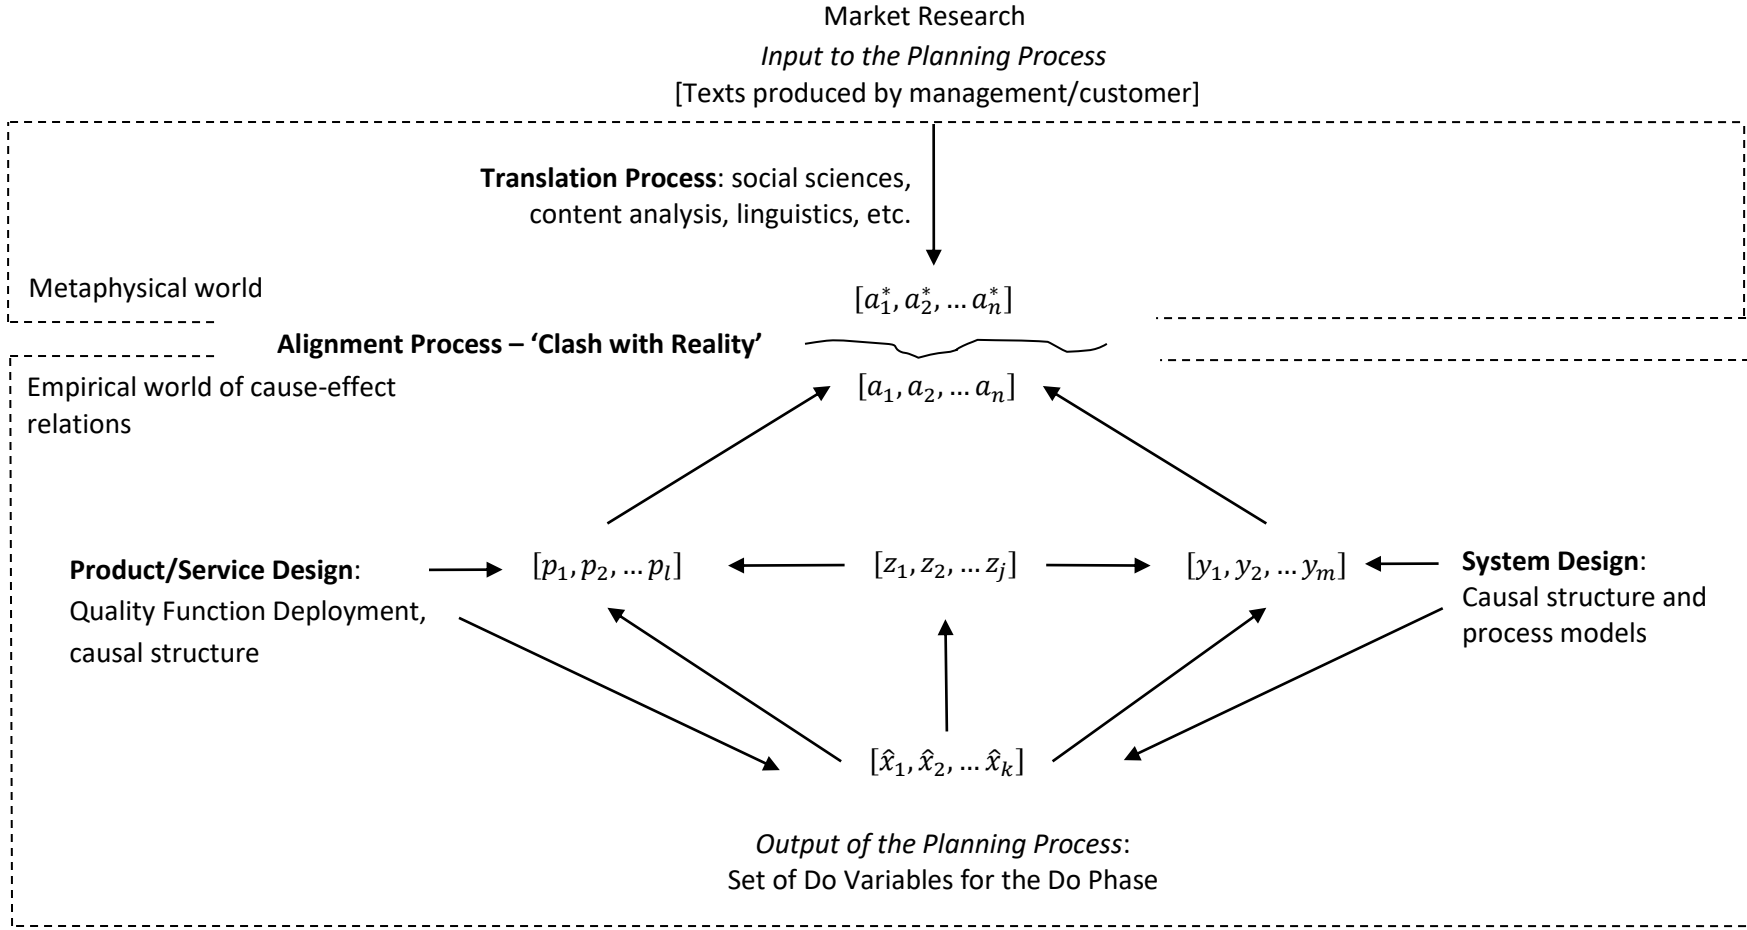 Market Research
Input to the Planning Process
[Texts produced by management/customer]
Translation Process: social sciences,
content analysis, linguistics, etc.
Metaphysical world
[a₁*, a₂*, … aₙ*]
Alignment Process – ‘Clash with Reality’
Empirical world of cause-effect
relations
[a₁, a₂, … aₙ]
Product/Service Design:
Quality Function Deployment,
causal structure
[p₁, p₂, … pₗ]
[z₁, z₂, … zⱼ]
[y₁, y₂, … yₘ]
System Design:
Causal structure and
process models
[x̂₁, x̂₂, … x̂ₖ]
Output of the Planning Process:
Set of Do Variables for the Do Phase